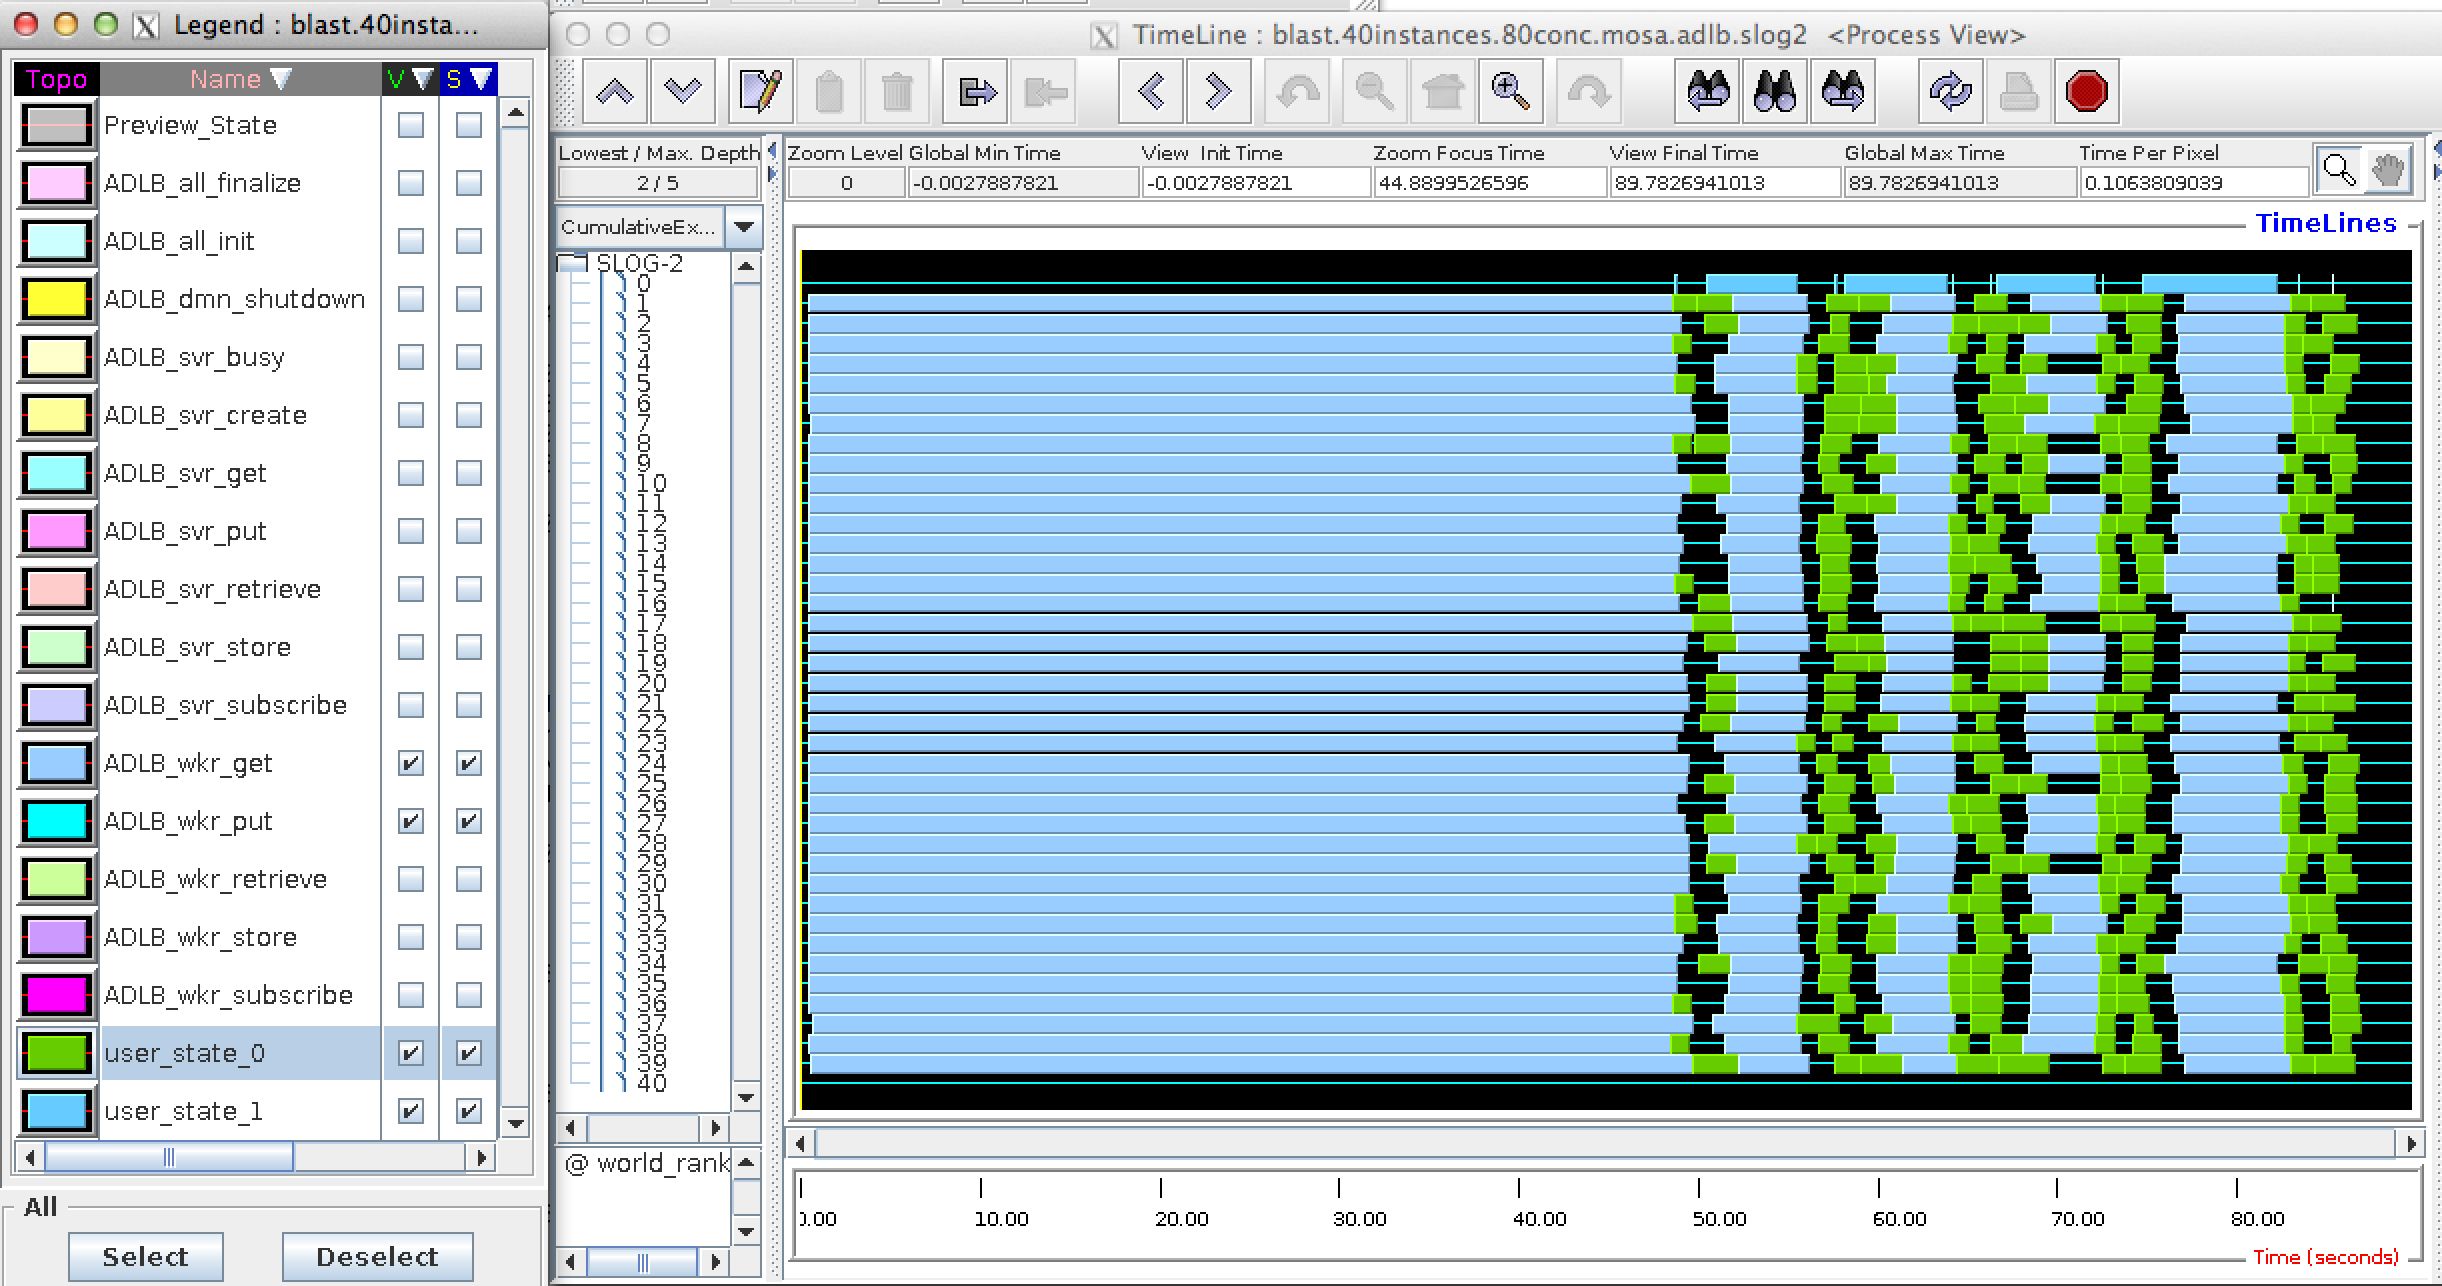 Legend : blast.40insta...
Topo Name V S
Preview_State
ADLB_all_finalize
ADLB_all_init
ADLB_dmn_shutdown
ADLB_svr_busy
ADLB_svr_create
ADLB_svr_get
ADLB_svr_put
ADLB_svr_retrieve
ADLB_svr_store
ADLB_svr_subscribe
ADLB_wkr_get
ADLB_wkr_put
ADLB_wkr_retrieve
ADLB_wkr_store
ADLB_wkr_subscribe
user_state_0
user_state_1
All
Select Deselect
TimeLine : blast.40instances.80conc.mosa.adlb.slog2 <Process View>
Lowest / Max. Depth Zoom Level Global Min Time View Init Time Zoom Focus Time View Final Time Global Max Time Time Per Pixel
2 / 5 0 -0.0027887821 -0.0027887821 44.8899526596 89.7826941013 89.7826941013 0.1063809039
CumulativeEx...
TimeLines
SLOG-2
0
1
2
3
4
5
6
7
8
9
10
11
12
13
14
15
16
17
18
19
20
21
22
23
24
25
26
27
28
29
30
31
32
33
34
35
36
37
38
39
40
@ world_rank
0.00 10.00 20.00 30.00 40.00 50.00 60.00 70.00 80.00
Time (seconds)